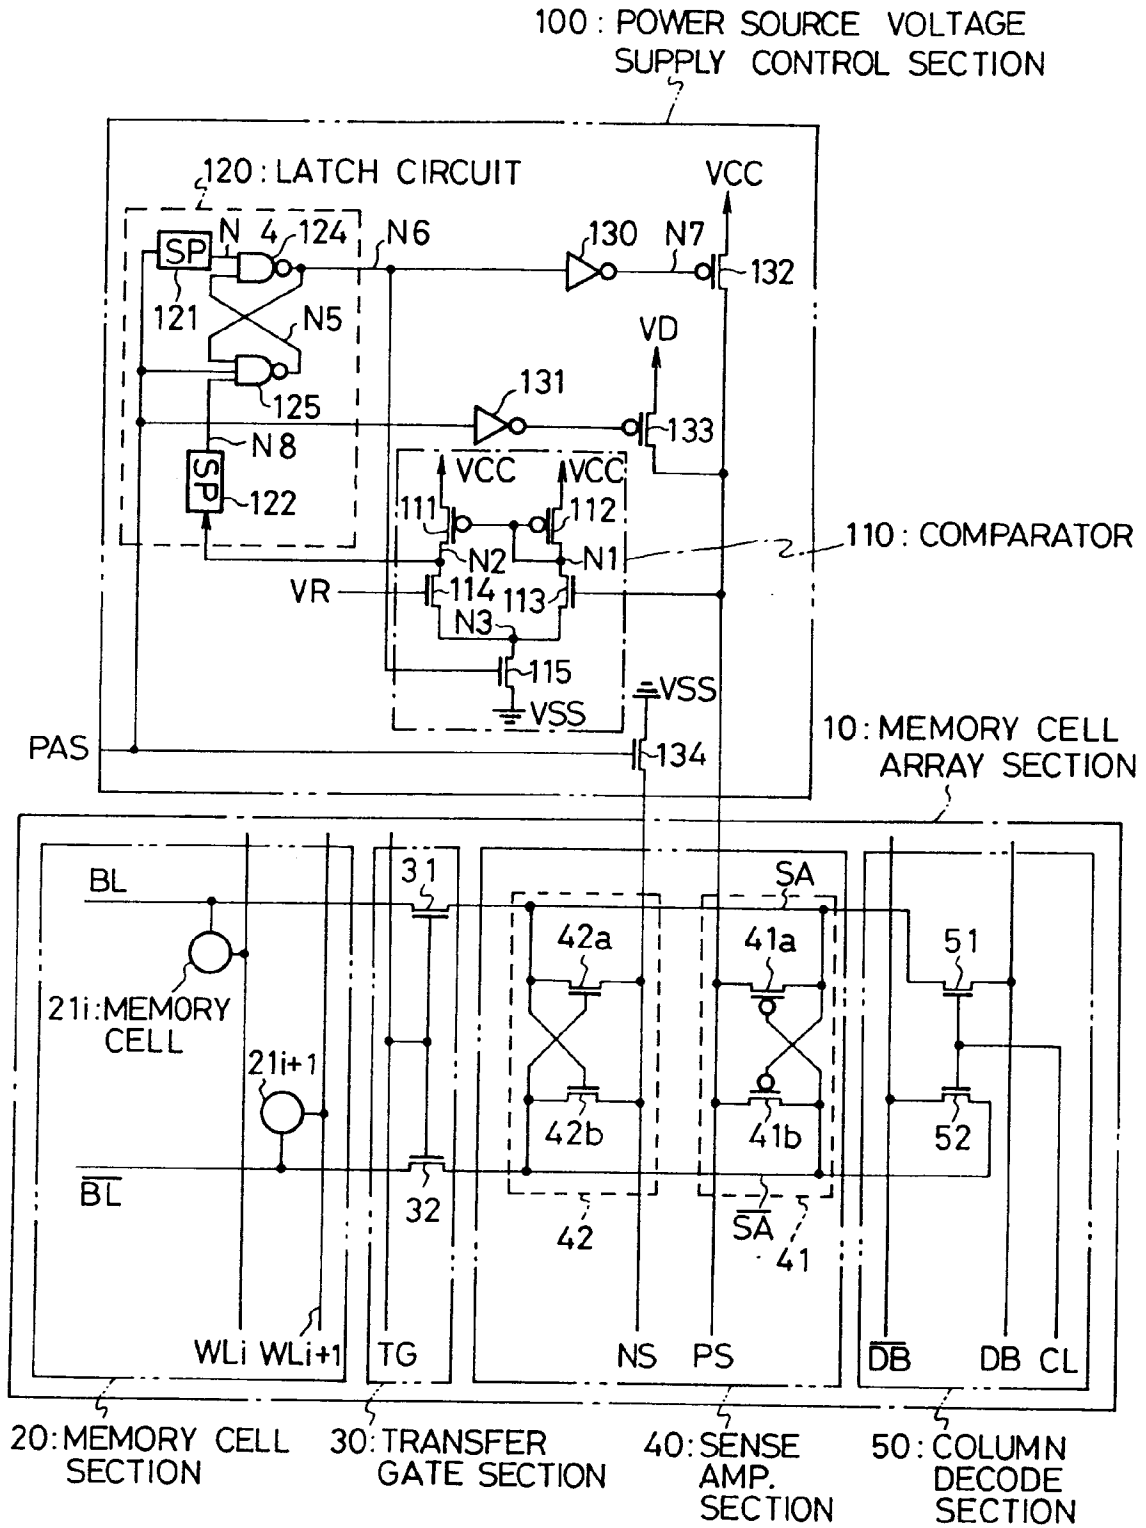 100: POWER SOURCE VOLTAGE
SUPPLY CONTROL SECTION
120: LATCH CIRCUIT
VCC
SP
N4
124
N6
130
N7
132
121
N5
VD
125
131
133
N8
SP
122
VCC
VCC
111
112
110: COMPARATOR
N2
N1
VR
114
113
N3
115
VSS
VSS
PAS
134
10: MEMORY CELL
ARRAY SECTION
BL
31
SA
42a
41a
51
21i: MEMORY
CELL
21i+1
42b
41b
52
BL
32
SA
42
41
WLi
WLi+1
TG
NS
PS
DB
DB
CL
20: MEMORY CELL
SECTION
30: TRANSFER
GATE SECTION
40: SENSE
AMP.
SECTION
50: COLUMN
DECODE
SECTION